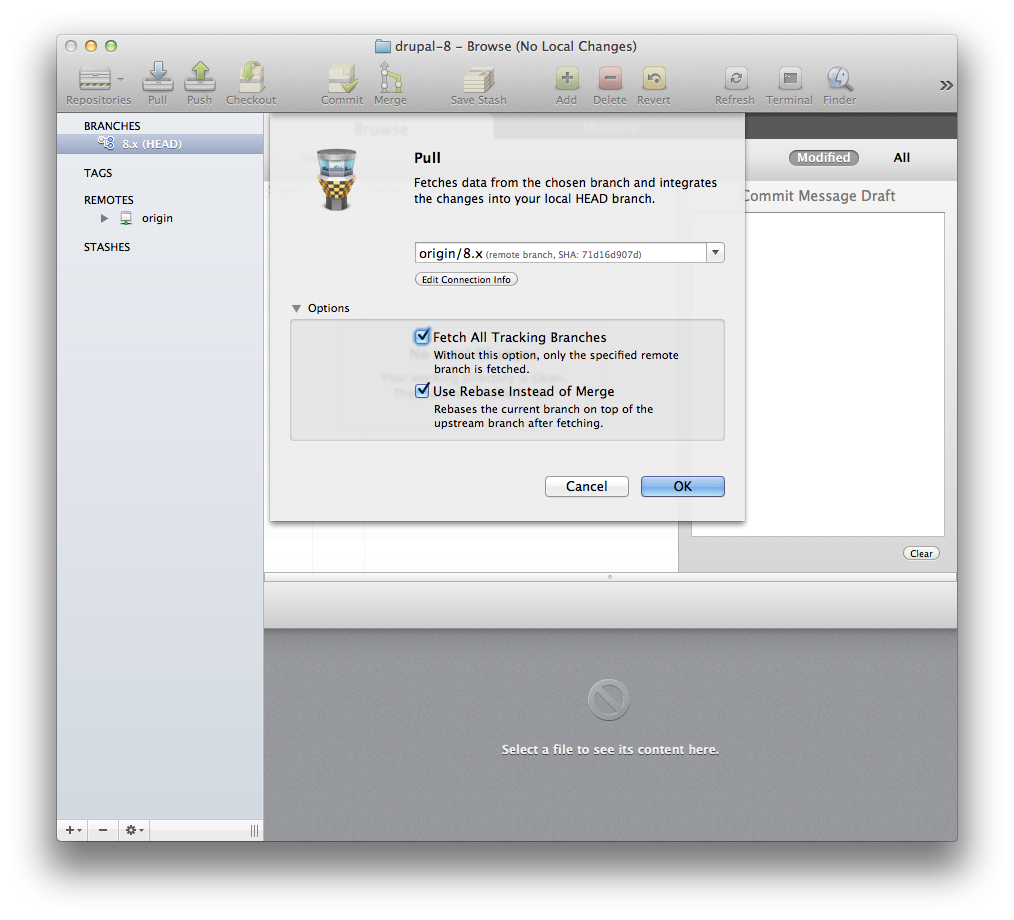 drupal-8 – Browse (No Local Changes)
Repositories Pull Push Checkout Commit Merge Save Stash Add Delete Revert Refresh Terminal Finder
BRANCHES
8.x (HEAD)
TAGS
REMOTES
origin
STASHES
Browse
Pull
Fetches data from the chosen branch and integrates
the changes into your local HEAD branch.
origin/8.x (remote branch, SHA: 71d16d907d)
Edit Connection Info
Options
Fetch All Tracking Branches
Without this option, only the specified remote
branch is fetched.
Use Rebase Instead of Merge
Rebases the current branch on top of the
upstream branch after fetching.
Cancel OK
Modified All
Commit Message Draft
Clear
Select a file to see its content here.